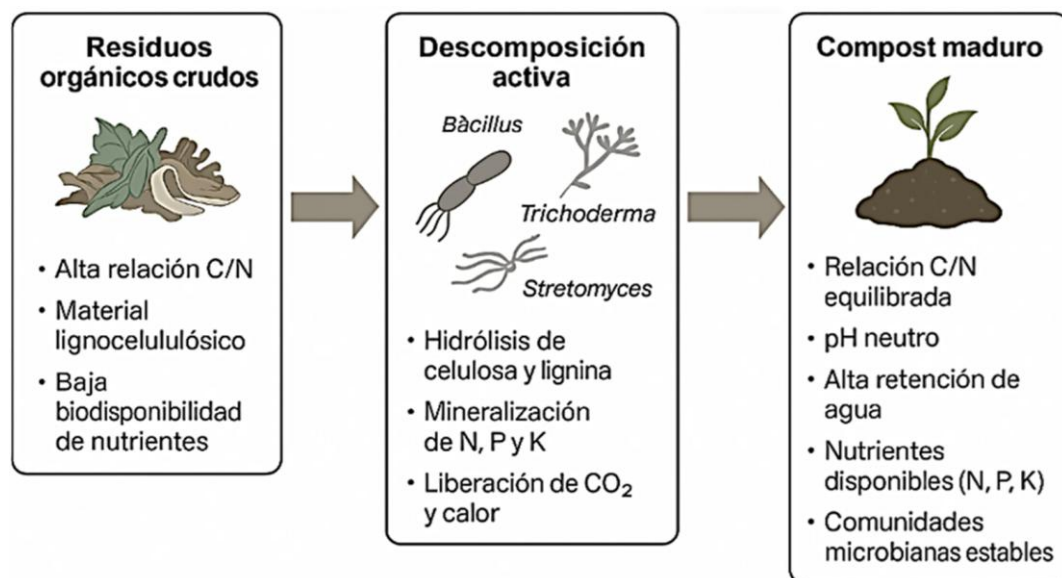 Residuos
orgánicos crudos
• Alta relación C/N
• Material
lignocelululósico
• Baja
biodisponibilidad
de nutrientes
Descomposición
activa
Bàcillus
Trichoderma
Stretomyces
• Hidrólisis de
celulosa y lignina
• Mineralización
de N, P y K
• Liberación de CO₂
y calor
Compost maduro
• Relación C/N
equilibrada
• pH neutro
• Alta retención de
agua
• Nutrientes
disponibles (N, P, K)
• Comunidades
microbianas estables